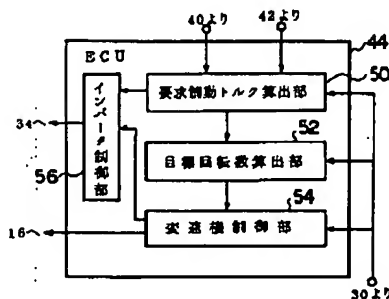 40より
42より
44
ECU
50
要求制動トルク算出部
インバータ制御部
34へ
52
56
目標回転数算出部
54
変速機制御部
16へ
30より